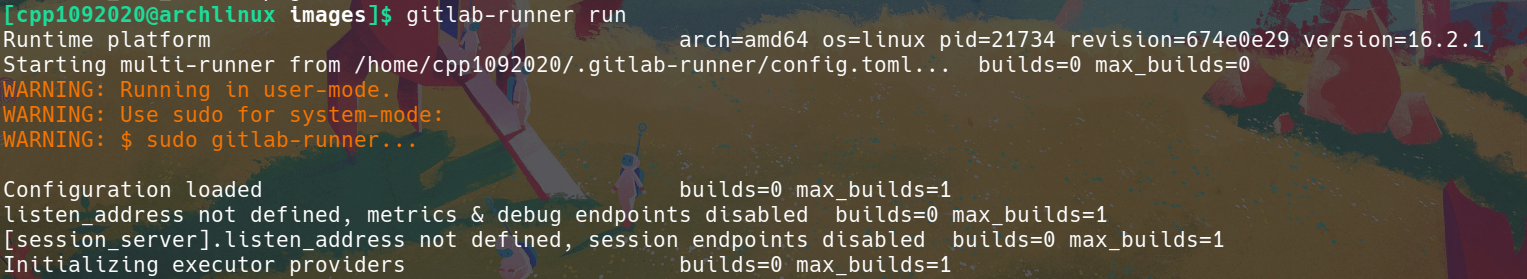 [cpp1092020@archlinux images]$ gitlab-runner run
Runtime platform                                    arch=amd64 os=linux pid=21734 revision=674e0e29 version=16.2.1
Starting multi-runner from /home/cpp1092020/.gitlab-runner/config.toml...  builds=0 max_builds=0
WARNING: Running in user-mode.
WARNING: Use sudo for system-mode:
WARNING: $ sudo gitlab-runner...
Configuration loaded                                builds=0 max_builds=1
listen_address not defined, metrics & debug endpoints disabled  builds=0 max_builds=1
[session_server].listen_address not defined, session endpoints disabled  builds=0 max_builds=1
Initializing executor providers                     builds=0 max_builds=1